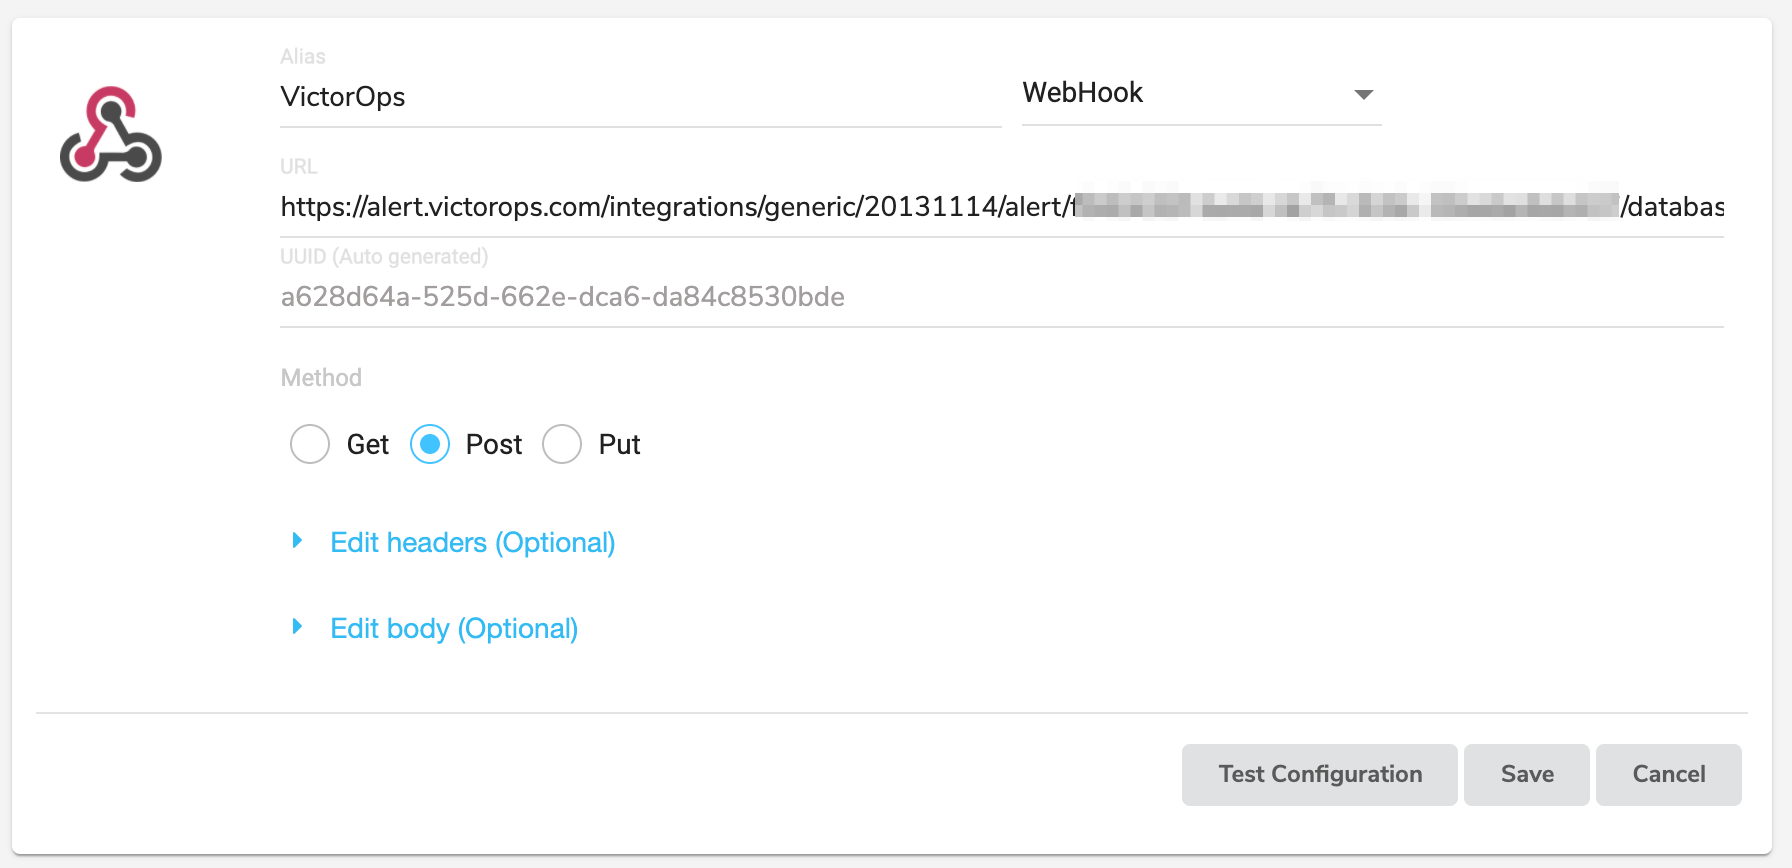 Alias
VictorOps
WebHook
URL
https://alert.victorops.com/integrations/generic/20131114/alert/ /databas
UUID (Auto generated)
a628d64a-525d-662e-dca6-da84c8530bde
Method
Get Post Put
Edit headers (Optional)
Edit body (Optional)
Test Configuration Save Cancel